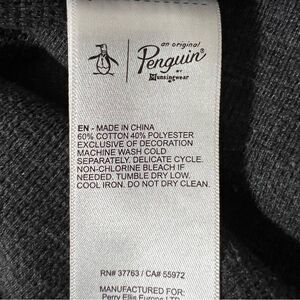 an original
Penguin®
BY
Munsingwear
EN - MADE IN CHINA
60% COTTON 40% POLYESTER
EXCLUSIVE OF DECORATION
MACHINE WASH COLD
SEPARATELY. DELICATE CYCLE.
NON-CHLORINE BLEACH IF
NEEDED. TUMBLE DRY LOW.
COOL IRON. DO NOT DRY CLEAN.
RN# 37763 / CA# 55972
MANUFACTURED FOR:
Perry Ellis Europe LTD